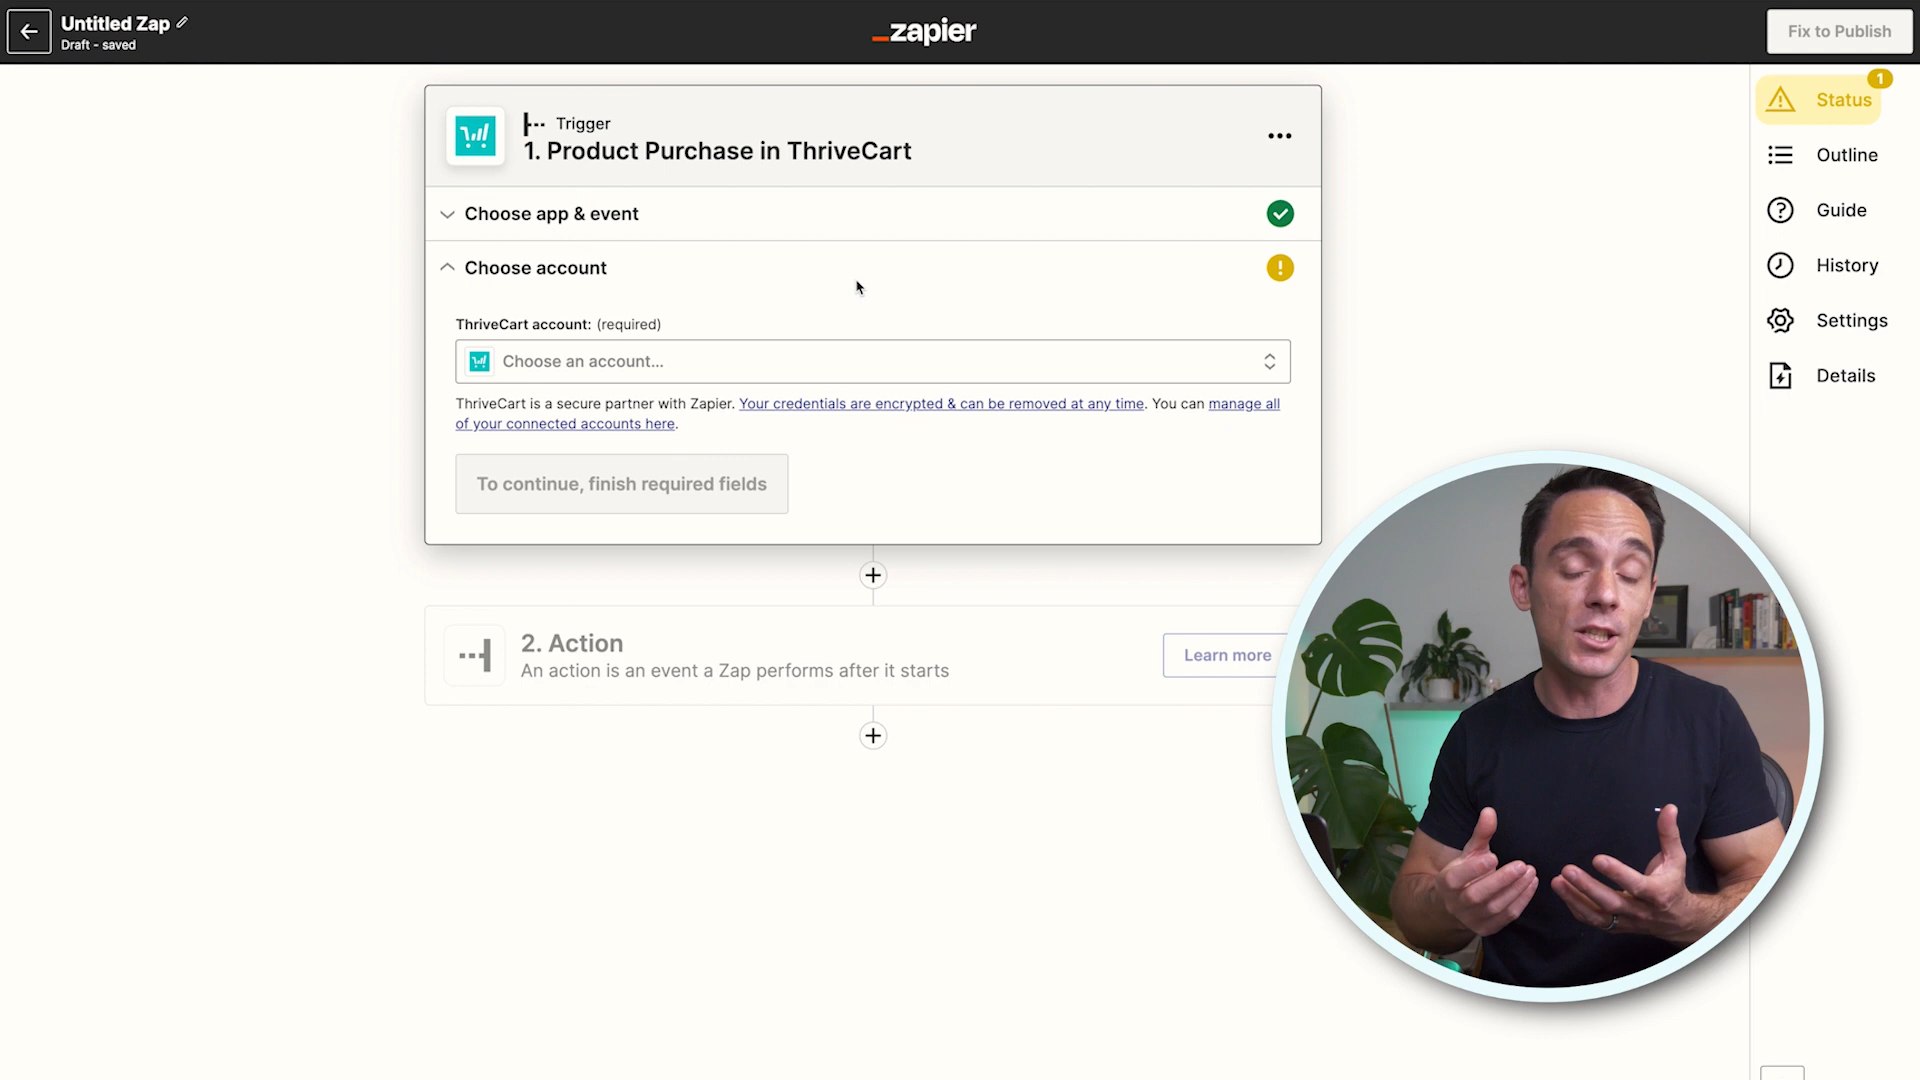 Untitled Zap
Draft - saved
zapier
Fix to Publish
Trigger
1. Product Purchase in ThriveCart
Choose app & event
Choose account
ThriveCart account: (required)
Choose an account...
ThriveCart is a secure partner with Zapier. Your credentials are encrypted & can be removed at any time. You can manage all
of your connected accounts here.
To continue, finish required fields
2. Action
An action is an event a Zap performs after it starts
Learn more
1
Status
Outline
Guide
History
Settings
Details